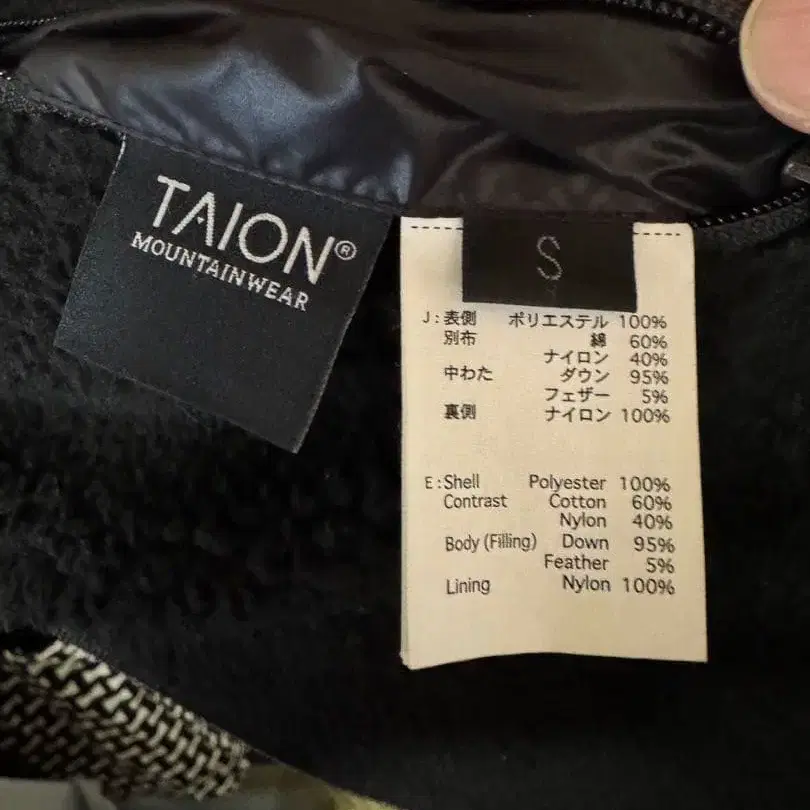 TAION®
MOUNTAINWEAR
S
J:表側 ポリエステル 100%
別布 綿 60%
ナイロン 40%
中わた ダウン 95%
フェザー 5%
裏側 ナイロン 100%
E:Shell Polyester 100%
Contrast Cotton 60%
Nylon 40%
Body (Filling) Down 95%
Feather 5%
Lining Nylon 100%